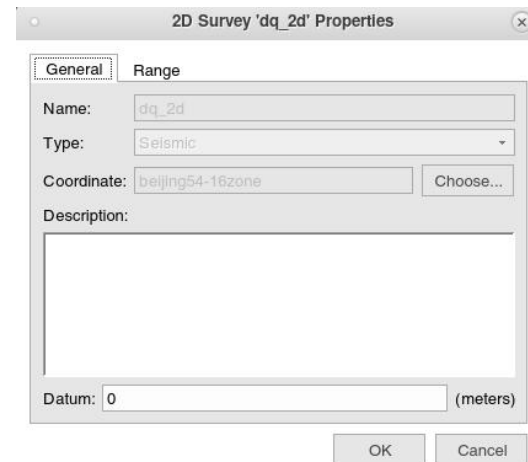 2D Survey 'dq_2d' Properties
General Range
Name: dq_2d
Type: Seismic
Coordinate: beijing54-16zone Choose...
Description:
Datum: 0 (meters)
OK Cancel